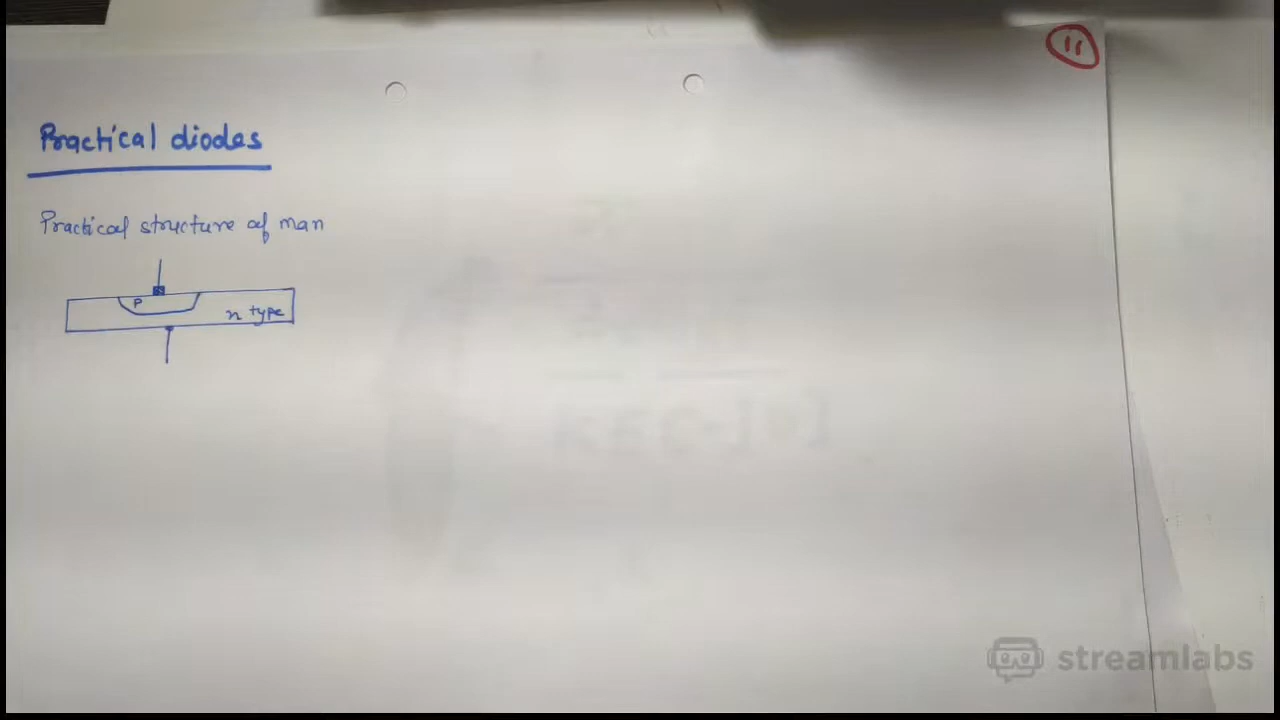 11
Practical diodes
Practical structure of man
P
n type
streamlabs